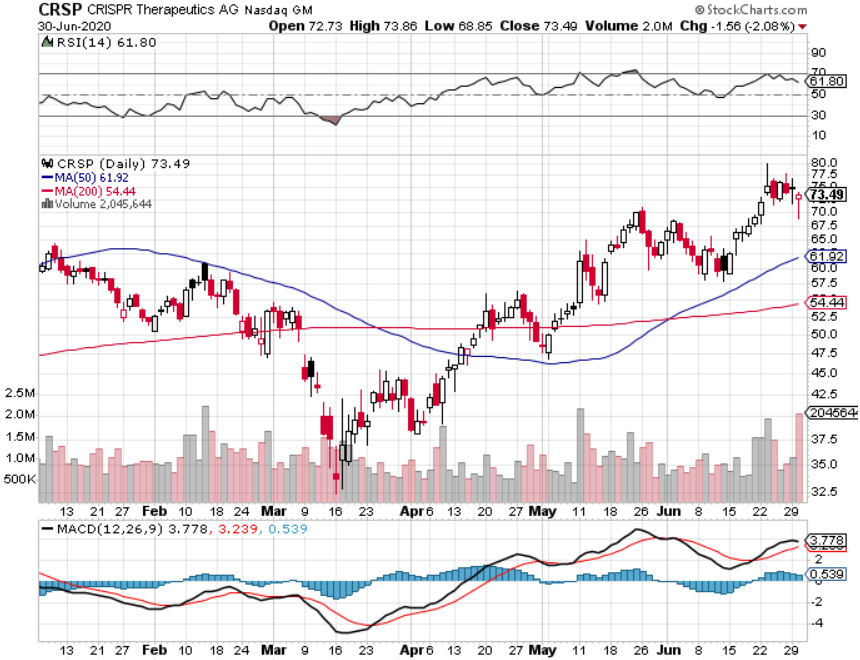 CRSP CRISPR Therapeutics AG Nasdaq GM © StockCharts.com
30-Jun-2020 Open 72.73 High 73.86 Low 68.85 Close 73.49 Volume 2.0M Chg -1.56 (-2.08%)
RSI(14) 61.80
90
70
61.80
50
30
10
CRSP (Daily) 73.49
MA(50) 61.92
MA(200) 54.44
Volume 2,045,644
80.0
77.5
75.0
73.49
70.0
67.5
65.0
61.92
60.0
57.5
54.44
52.5
50.0
47.5
45.0
42.5
204564
37.5
35.0
32.5
2.5M
2.0M
1.5M
1.0M
500K
13 21 27 Feb 10 18 24 Mar 9 16 23 Apr 6 13 20 27 May 11 18 26 Jun 8 15 22 29
MACD(12,26,9) 3.778, 3.239, 0.539
3.778
2
0.539
-2
-4
13 21 27 Feb 10 18 24 Mar 9 16 23 Apr 6 13 20 27 May 11 18 26 Jun 8 15 22 29